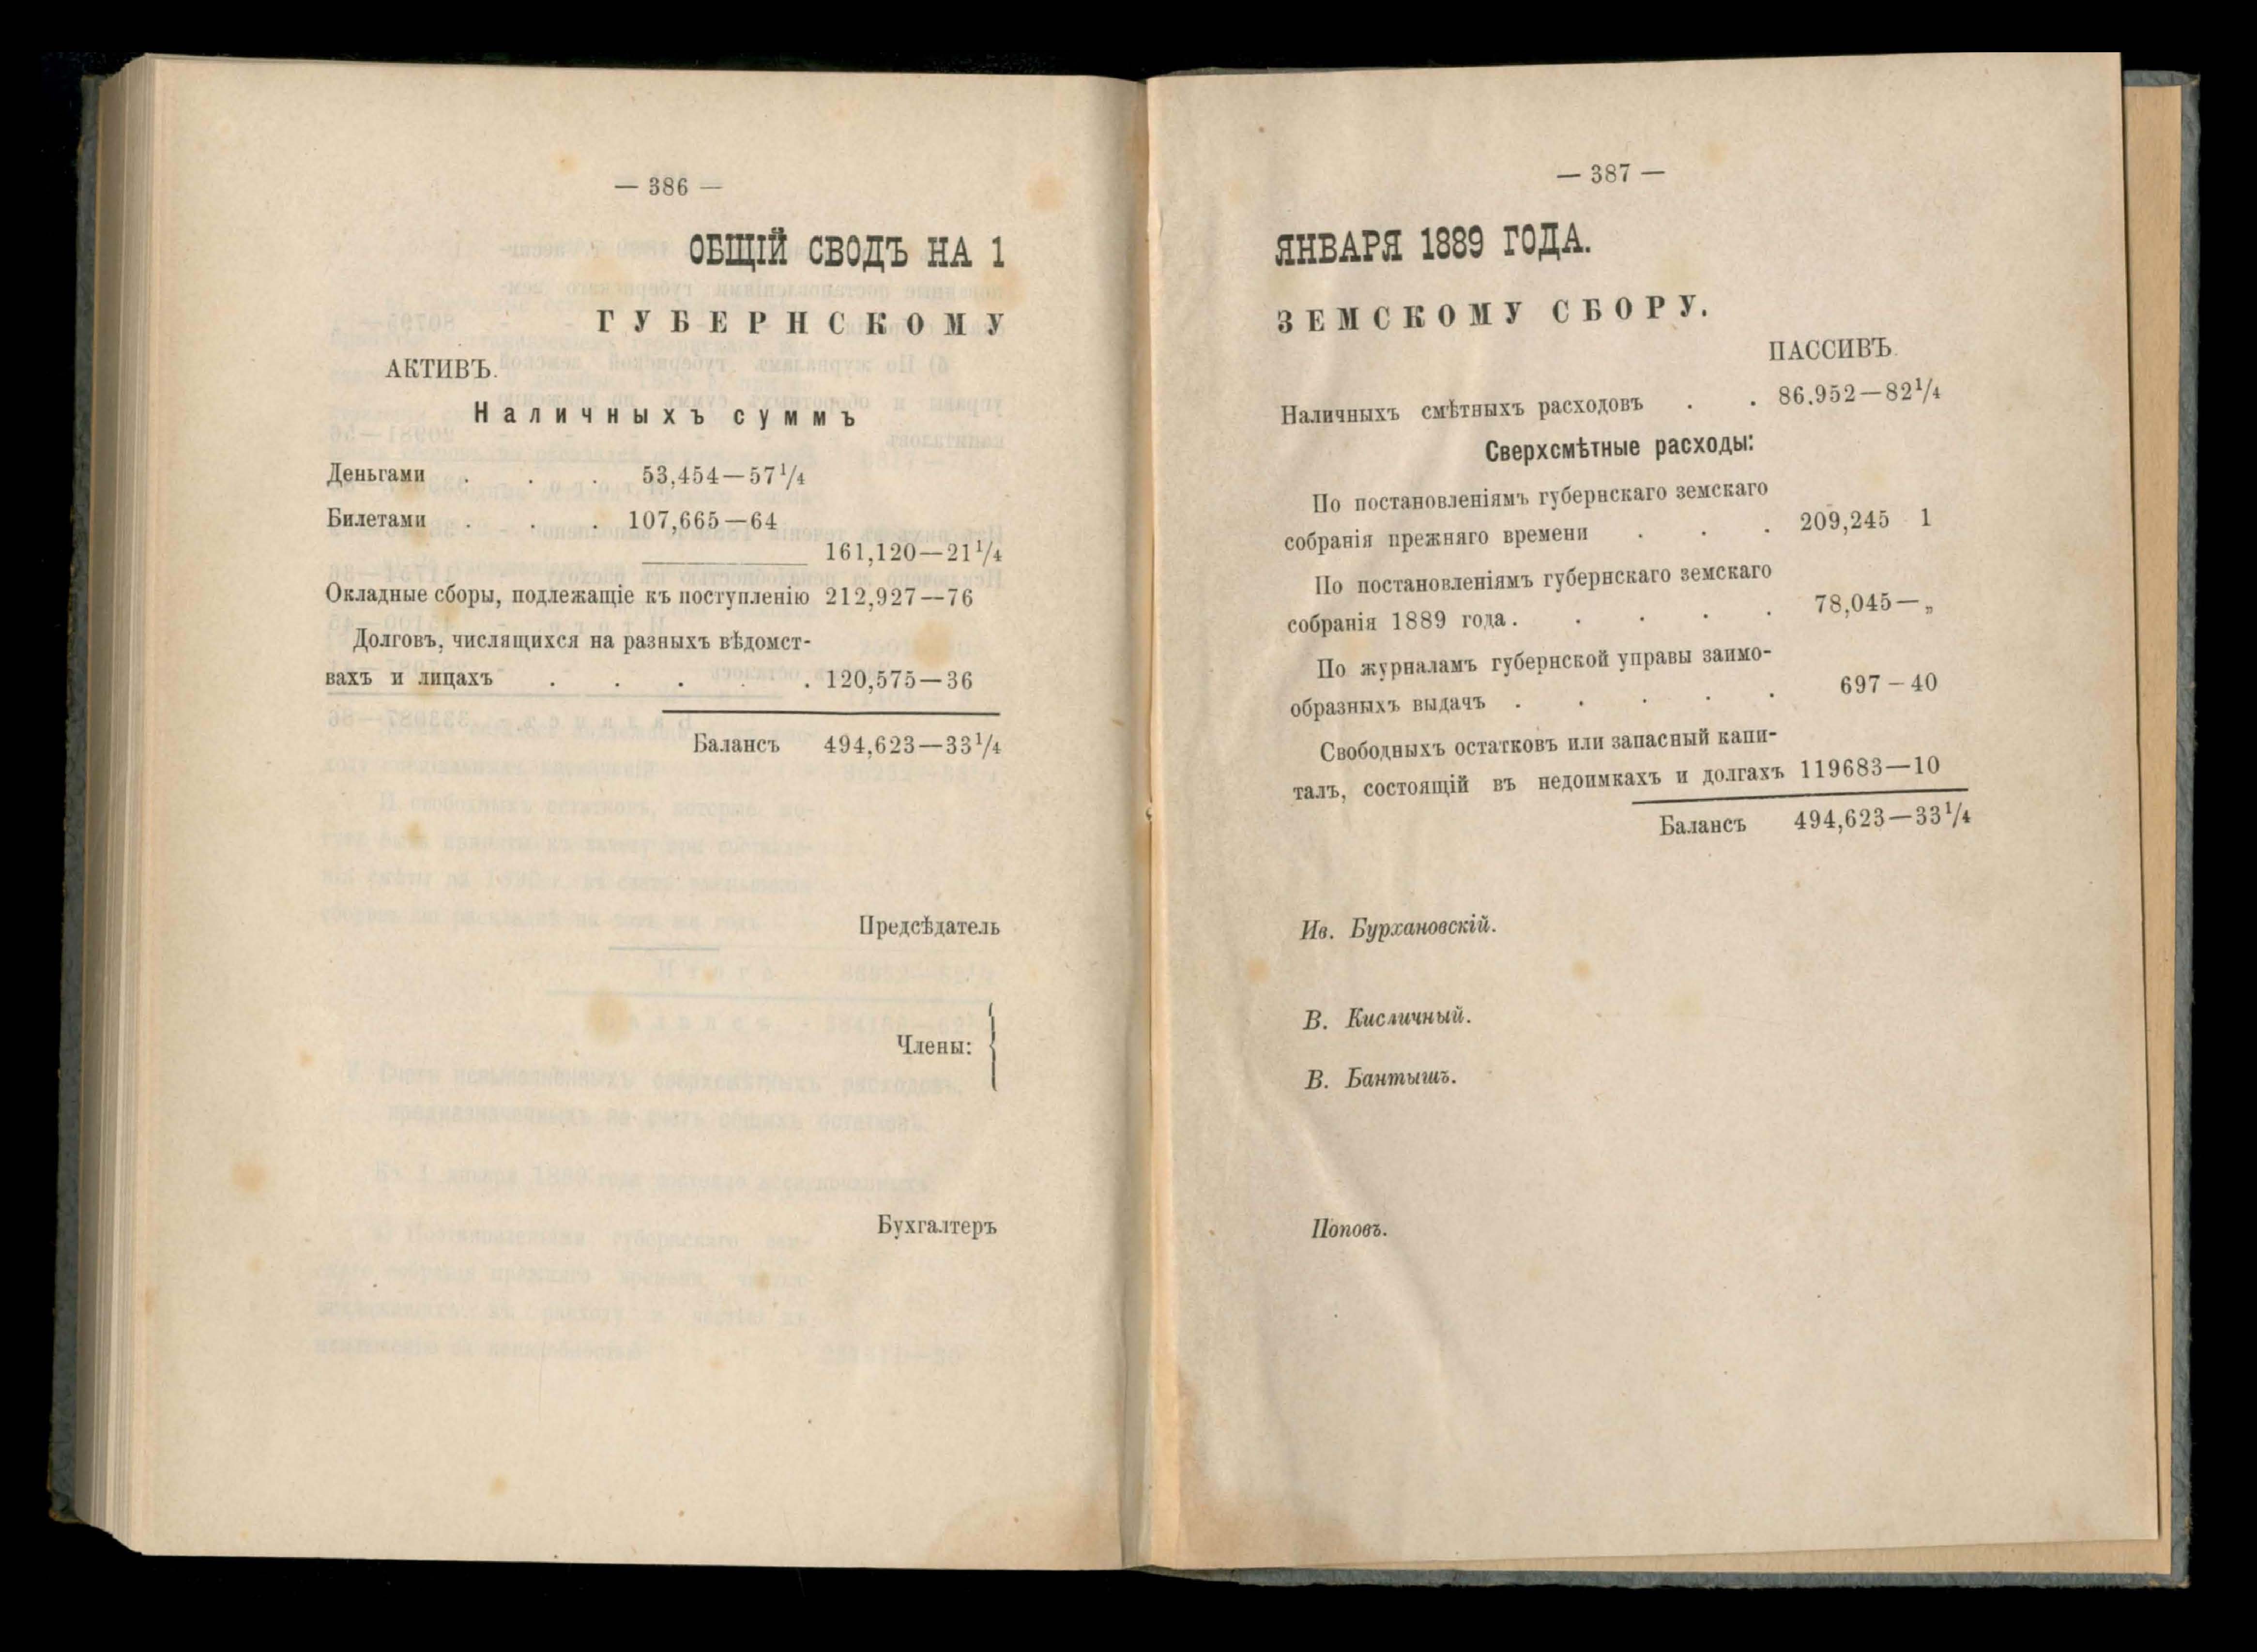 — 386 —
ОБЩІЙ СВОДЪ НА 1
ГУБЕРНСКОМУ
АКТИВЪ.
Наличныхъ суммъ
Деньгами . . . 53,454—57¹/₄
Билетами . . . 107,665—64
161,120—21¹/₄
Окладные сборы, подлежащіе къ поступленію 212,927—76
Долговъ, числящихся на разныхъ вѣдомст-
вахъ и лицахъ . . . . . 120,575—36
Балансъ 494,623—33¹/₄
Предсѣдатель
Члены:
Бухгалтеръ
— 387 —
ЯНВАРЯ 1889 ГОДА.
ЗЕМСКОМУ СБОРУ.
ПАССИВЪ.
Наличныхъ смѣтныхъ расходовъ . . 86.952—82¹/₄
Сверхсмѣтные расходы:
По постановленіямъ губернскаго земскаго
собранія прежняго времени . . . 209,245 1
По постановленіямъ губернскаго земскаго
собранія 1889 года . . . . . 78,045—„
По журналамъ губернской управы заимо-
образныхъ выдачъ . . . . . 697—40
Свободныхъ остатковъ или запасный капи-
талъ, состоящій въ недоимкахъ и долгахъ 119683—10
Балансъ 494,623—33¹/₄
Ив. Бурхановскій.
В. Кисличный.
В. Бантышъ.
Поповъ.